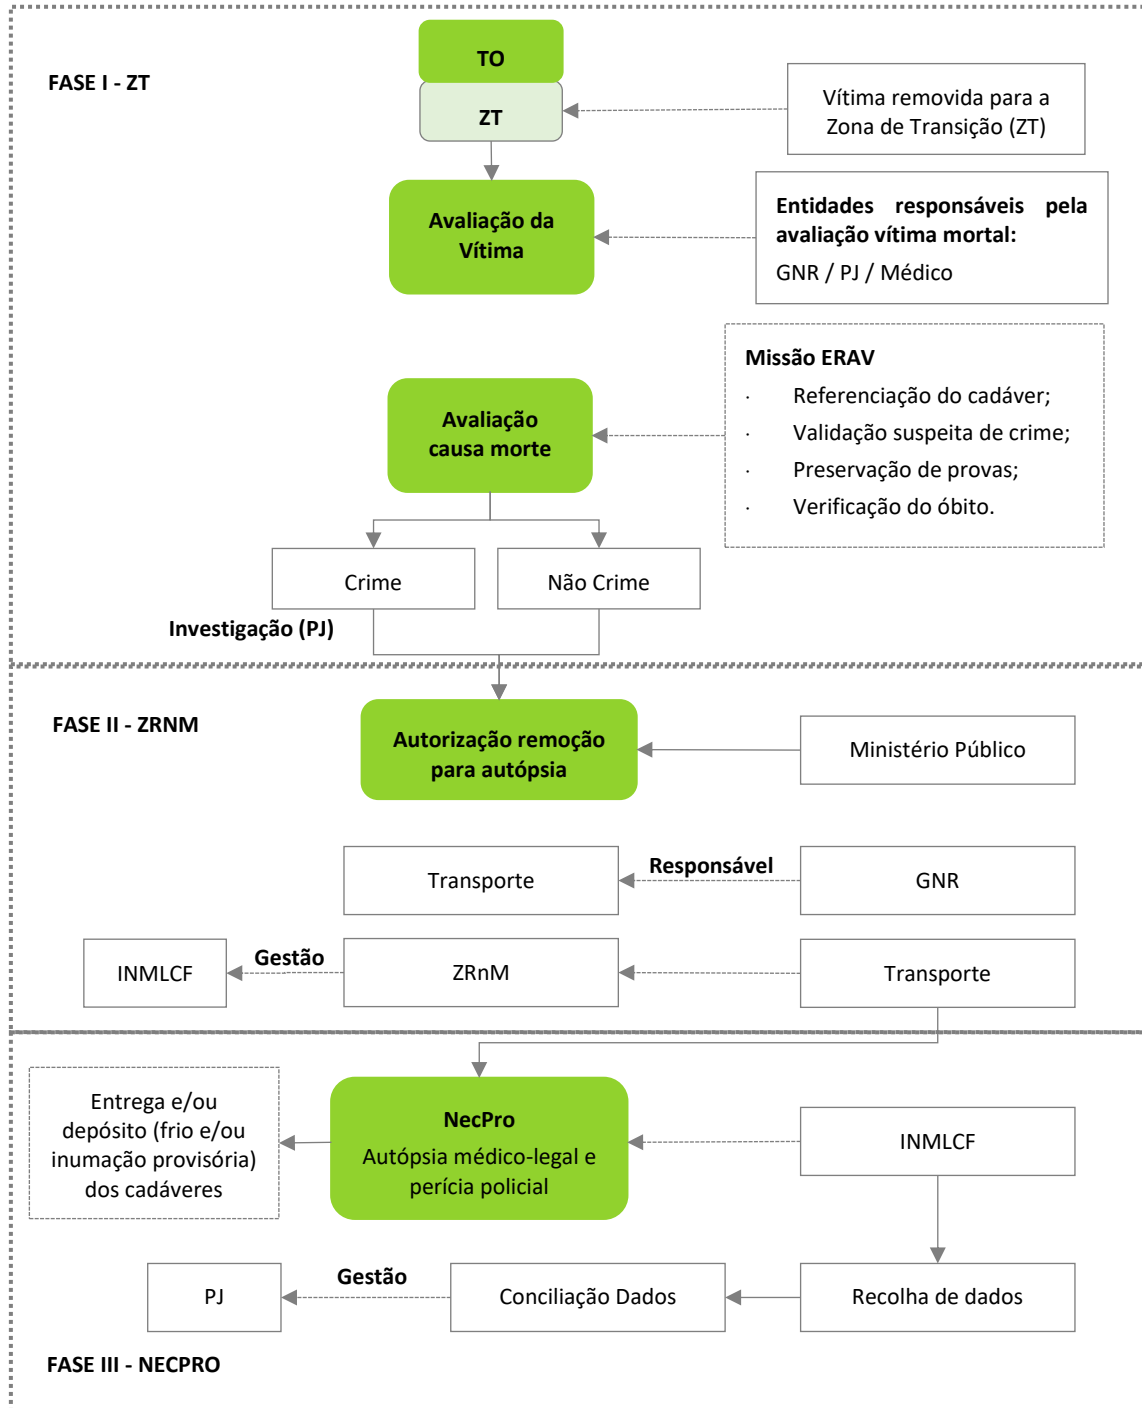 FASE I - ZT
TO
ZT
Vítima removida para a
Zona de Transição (ZT)
Avaliação da
Vítima
Entidades responsáveis pela
avaliação vítima mortal:
GNR / PJ / Médico
Avaliação
causa morte
Missão ERAV
· Referenciação do cadáver;
· Validação suspeita de crime;
· Preservação de provas;
· Verificação do óbito.
Crime
Não Crime
Investigação (PJ)
FASE II - ZRNM
Autorização remoção
para autópsia
Ministério Público
Transporte
Responsável
GNR
INMLCF
Gestão
ZRnM
Transporte
Entrega e/ou
depósito (frio e/ou
inumação provisória)
dos cadáveres
NecPro
Autópsia médico-legal e
perícia policial
INMLCF
PJ
Gestão
Conciliação Dados
Recolha de dados
FASE III - NECPRO